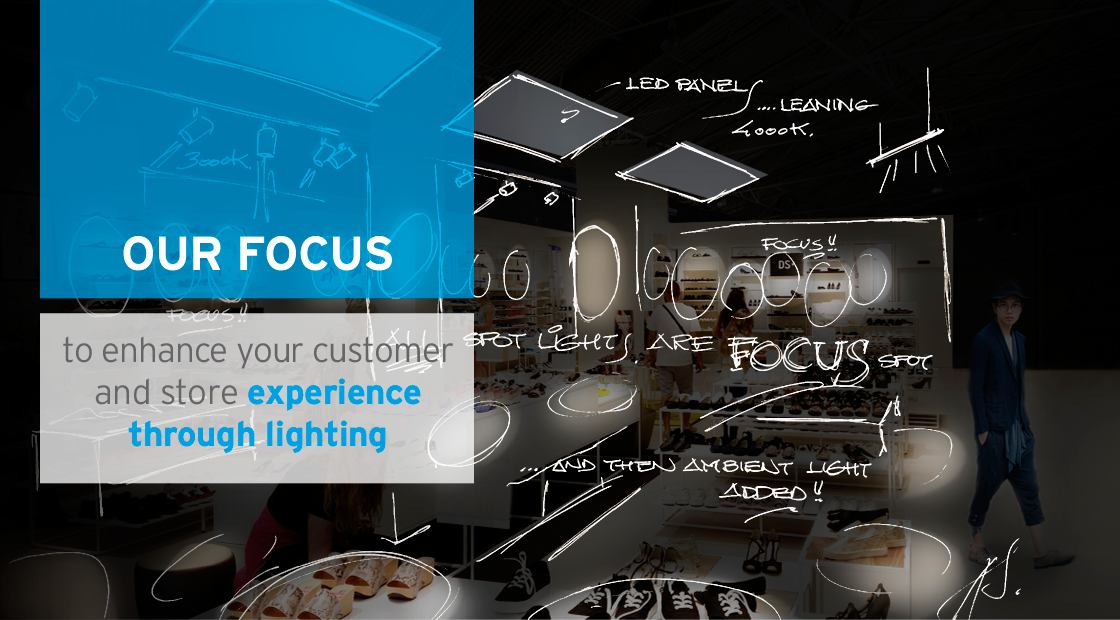 LED PANEL
.... LEANING
4000K.
3000K.
OUR FOCUS
FOCUS!!
DS
FOCUS!!
ALL SPOT LIGHTS ARE FOCUS SPOT
to enhance your customer
and store experience
through lighting
... AND THEN AMBIENT LIGHT
ADDED!!